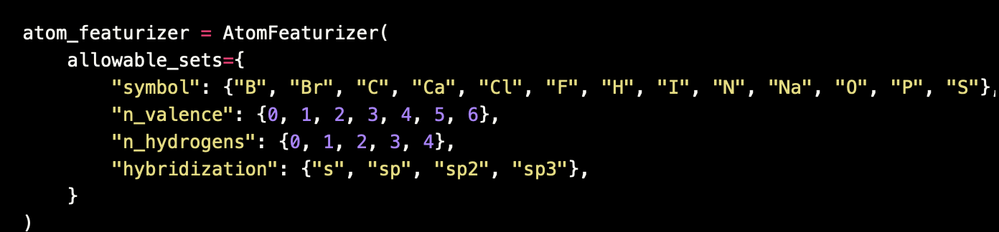 atom_featurizer = AtomFeaturizer(
    allowable_sets={
        "symbol": {"B", "Br", "C", "Ca", "Cl", "F", "H", "I", "N", "Na", "O", "P", "S"},
        "n_valence": {0, 1, 2, 3, 4, 5, 6},
        "n_hydrogens": {0, 1, 2, 3, 4},
        "hybridization": {"s", "sp", "sp2", "sp3"},
    }
)